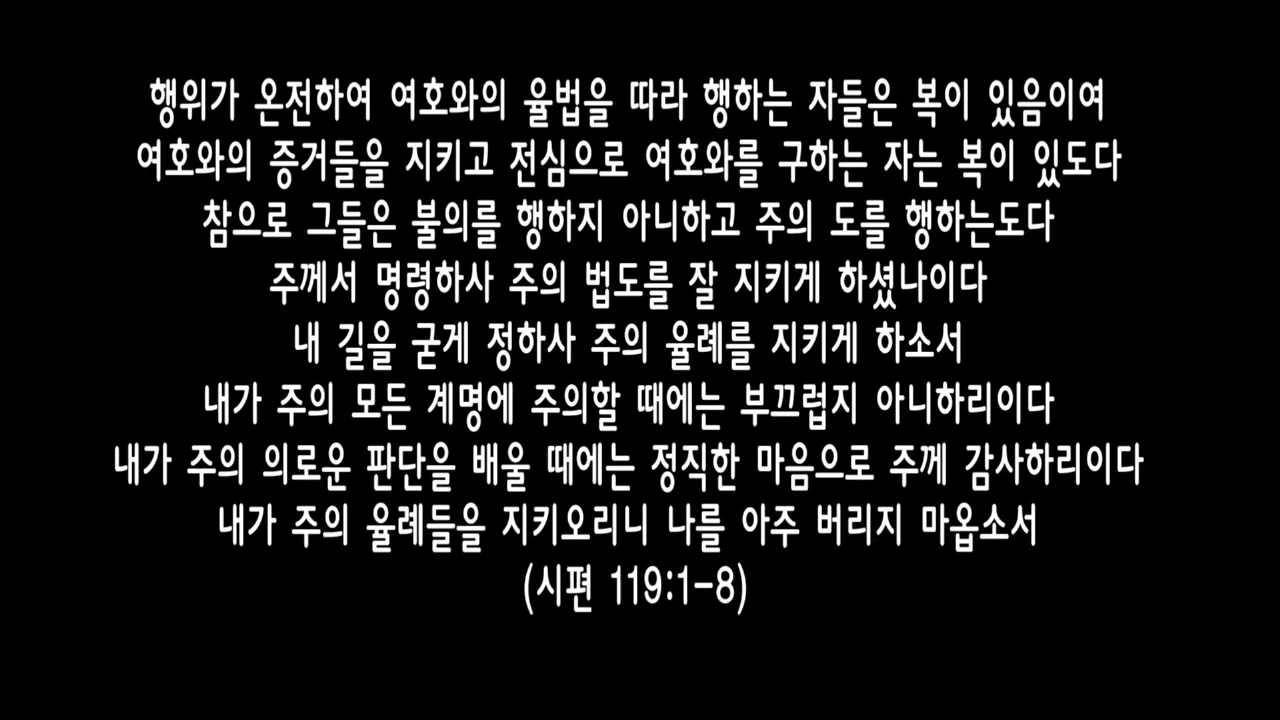 행위가 온전하여 여호와의 율법을 따라 행하는 자들은 복이 있음이여
여호와의 증거들을 지키고 전심으로 여호와를 구하는 자는 복이 있도다
참으로 그들은 불의를 행하지 아니하고 주의 도를 행하는도다
주께서 명령하사 주의 법도를 잘 지키게 하셨나이다
내 길을 굳게 정하사 주의 율례를 지키게 하소서
내가 주의 모든 계명에 주의할 때에는 부끄럽지 아니하리이다
내가 주의 의로운 판단을 배울 때에는 정직한 마음으로 주께 감사하리이다
내가 주의 율례들을 지키오리니 나를 아주 버리지 마옵소서
(시편 119:1-8)